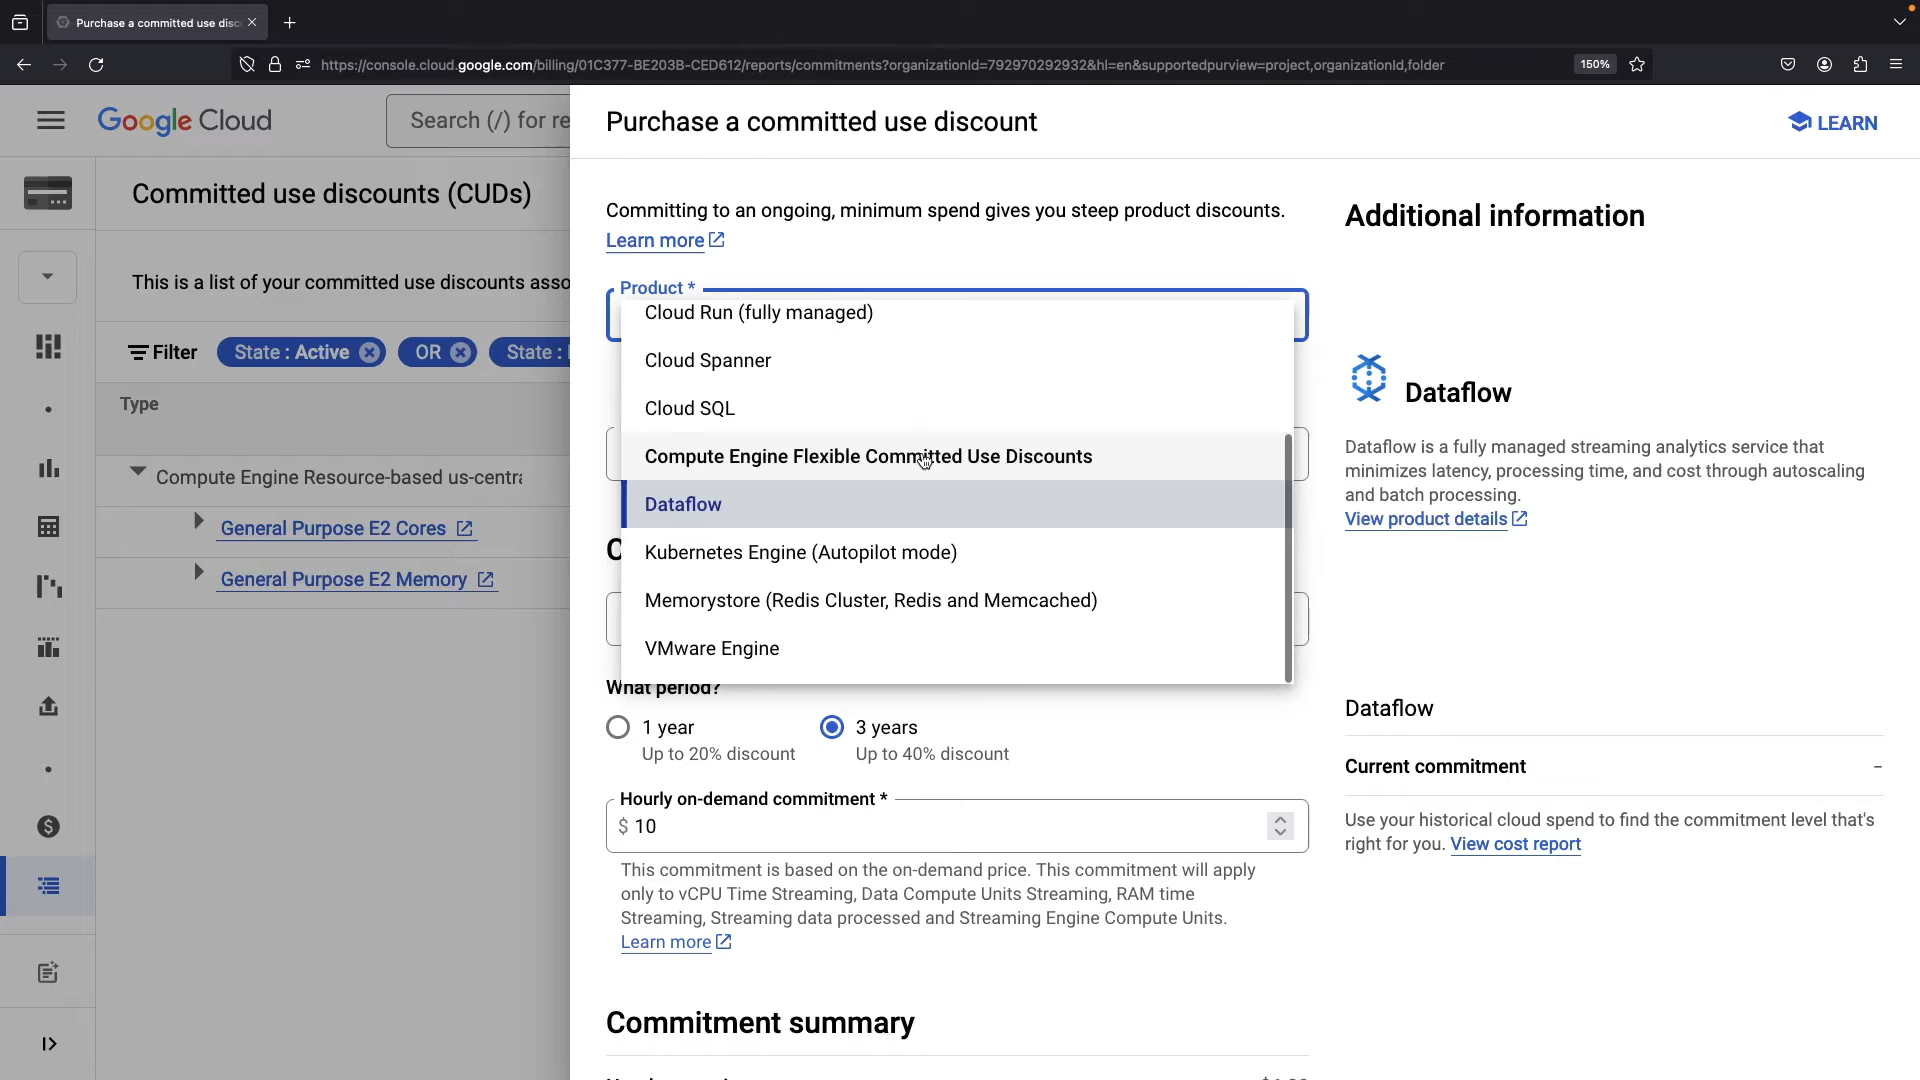 Purchase a committed use disc
https://console.cloud.google.com/billing/01C377-BE203B-CED612/reports/commitments?organizationId=792970292932&hl=en&supportedpurview=project,organizationId,folder
150%
Google Cloud
Search (/) for re
Committed use discounts (CUDs)
This is a list of your committed use discounts asso
Filter
State : Active
OR
State :
Type
Compute Engine Resource-based us-centra
General Purpose E2 Cores
General Purpose E2 Memory
Purchase a committed use discount
LEARN
Committing to an ongoing, minimum spend gives you steep product discounts.
Learn more
Product *
Cloud Run (fully managed)
Cloud Spanner
Cloud SQL
Compute Engine Flexible Committed Use Discounts
Dataflow
Kubernetes Engine (Autopilot mode)
Memorystore (Redis Cluster, Redis and Memcached)
VMware Engine
What period?
1 year
Up to 20% discount
3 years
Up to 40% discount
Hourly on-demand commitment *
$ 10
This commitment is based on the on-demand price. This commitment will apply
only to vCPU Time Streaming, Data Compute Units Streaming, RAM time
Streaming, Streaming data processed and Streaming Engine Compute Units.
Learn more
Commitment summary
Additional information
Dataflow
Dataflow is a fully managed streaming analytics service that
minimizes latency, processing time, and cost through autoscaling
and batch processing.
View product details
Dataflow
Current commitment
-
Use your historical cloud spend to find the commitment level that's
right for you. View cost report